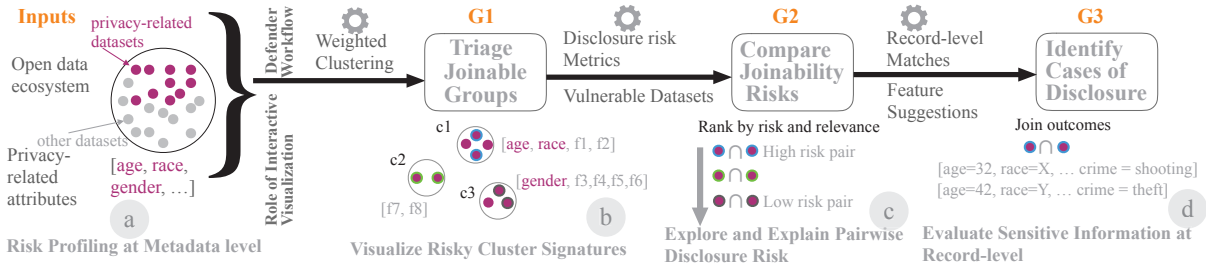 Inputs
privacy-related
datasets
Open data
ecosystem
other datasets
Privacy-
related
attributes
[age, race,
gender, …]
a
Risk Profiling at Metadata level
Defender
Workflow
Role of Interactive
Visualization
Weighted
Clustering
G1
Triage
Joinable
Groups
c1
[age, race, f1, f2]
c2
[f7, f8]
c3
[gender, f3,f4,f5,f6]
b
Visualize Risky Cluster Signatures
Disclosure risk
Metrics
Vulnerable Datasets
G2
Compare
Joinability
Risks
Rank by risk and relevance
∩ High risk pair
∩
∩ Low risk pair
c
Explore and Explain Pairwise
Disclosure Risk
Record-level
Matches
Feature
Suggestions
G3
Identify
Cases of
Disclosure
Join outcomes
∩
[age=32, race=X, … crime = shooting]
[age=42, race=Y, … crime = theft]
d
Evaluate Sensitive Information at
Record-level